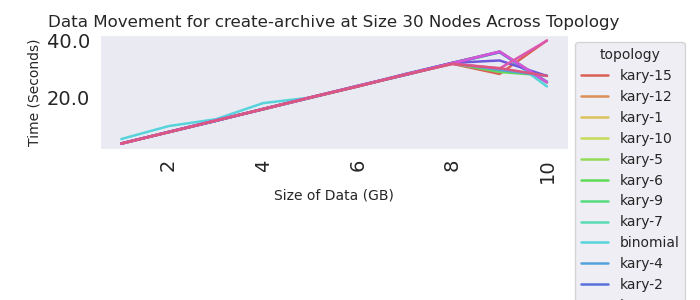 Data Movement for create-archive at Size 30 Nodes Across Topology
40.0
20.0
Time (Seconds)
2
4
6
8
10
Size of Data (GB)
topology
kary-15
kary-12
kary-1
kary-10
kary-5
kary-6
kary-9
kary-7
binomial
kary-4
kary-2